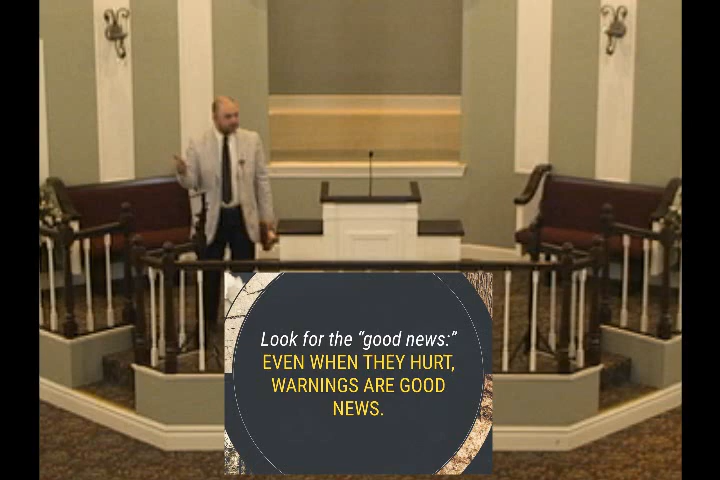 Look for the “good news:”
EVEN WHEN THEY HURT,
WARNINGS ARE GOOD
NEWS.